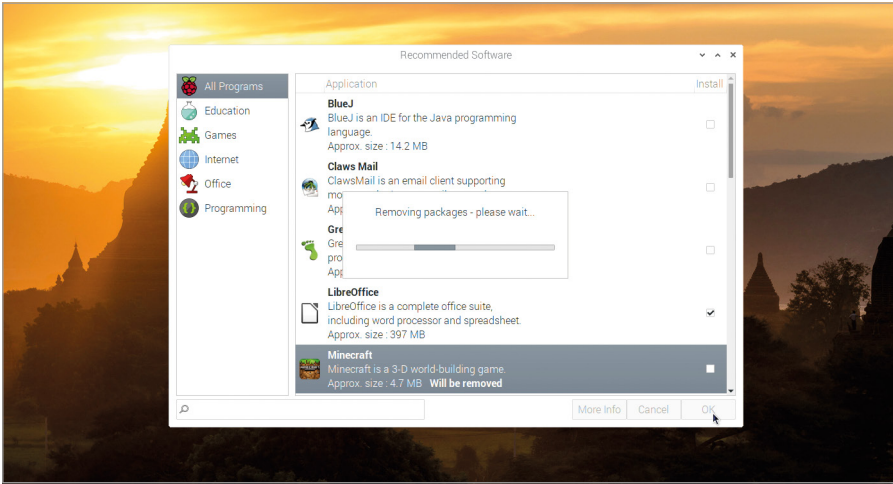 Recommended Software
All Programs
Education
Games
Internet
Office
Programming
Application Install
BlueJ
BlueJ is an IDE for the Java programming
language.
Approx. size : 14.2 MB
Claws Mail
ClawsMail is an email client supporting
Removing packages - please wait...
LibreOffice
LibreOffice is a complete office suite,
including word processor and spreadsheet.
Approx. size : 397 MB
Minecraft
Minecraft is a 3-D world-building game.
Approx. size : 4.7 MB Will be removed
More Info Cancel OK